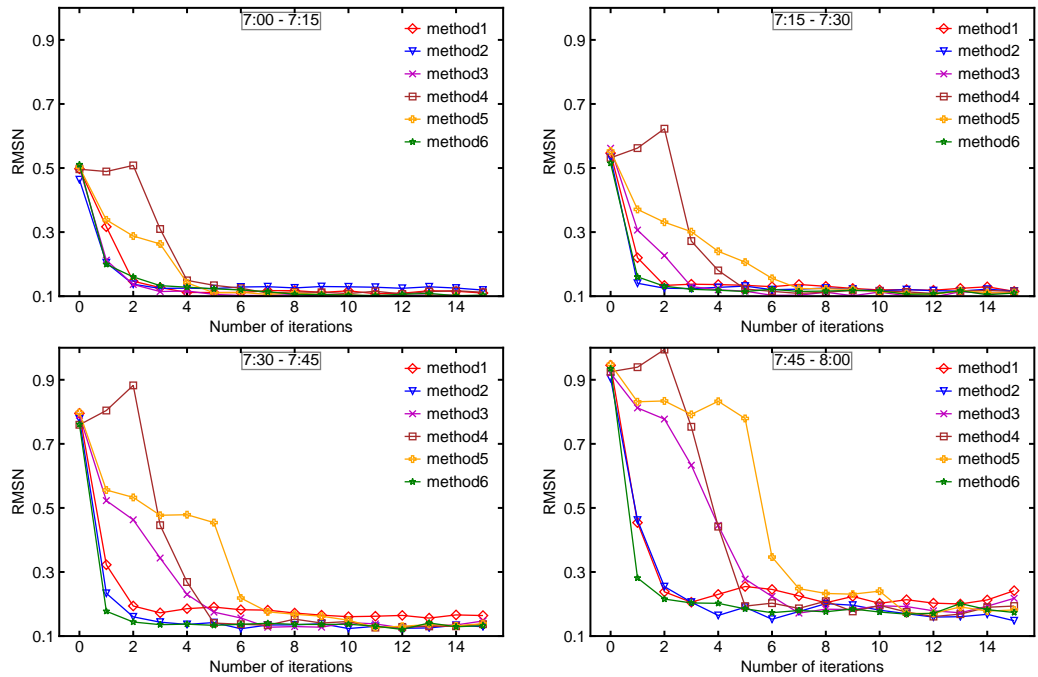 7:00 - 7:15
RMSN
0.9
0.7
0.5
0.3
0.1
method1
method2
method3
method4
method5
method6
0 2 4 6 8 10 12 14
Number of iterations
7:15 - 7:30
RMSN
0.9
0.7
0.5
0.3
0.1
method1
method2
method3
method4
method5
method6
0 2 4 6 8 10 12 14
Number of iterations
7:30 - 7:45
RMSN
0.9
0.7
0.5
0.3
0.1
method1
method2
method3
method4
method5
method6
0 2 4 6 8 10 12 14
Number of iterations
7:45 - 8:00
RMSN
0.9
0.7
0.5
0.3
0.1
method1
method2
method3
method4
method5
method6
0 2 4 6 8 10 12 14
Number of iterations